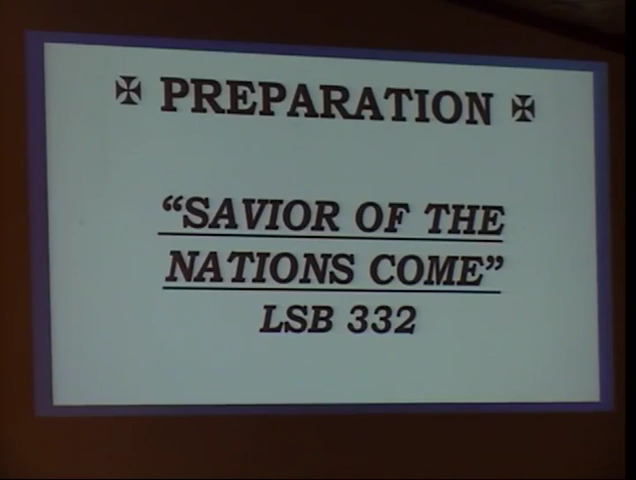 ✠ PREPARATION ✠
“SAVIOR OF THE
NATIONS COME”
LSB 332